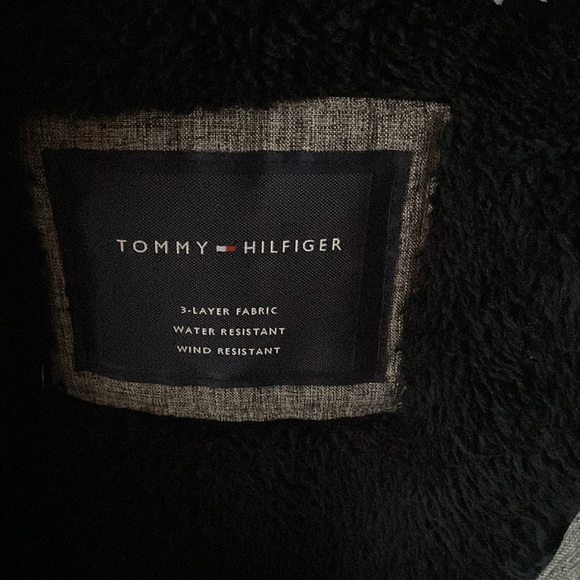 TOMMY HILFIGER
3-LAYER FABRIC
WATER RESISTANT
WIND RESISTANT